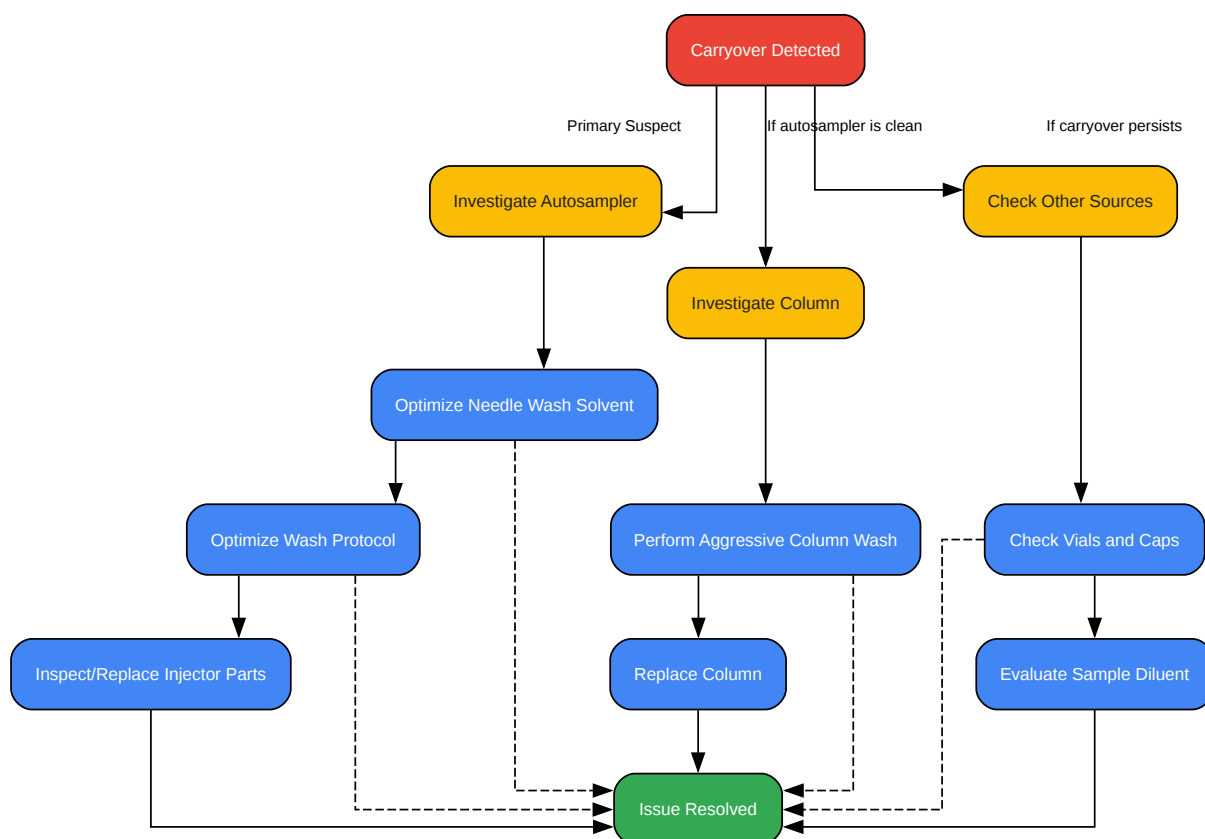 Carryover Detected
Primary Suspect
If autosampler is clean
If carryover persists
Investigate Autosampler
Check Other Sources
Investigate Column
Optimize Needle Wash Solvent
Optimize Wash Protocol
Perform Aggressive Column Wash
Check Vials and Caps
Inspect/Replace Injector Parts
Replace Column
Evaluate Sample Diluent
Issue Resolved